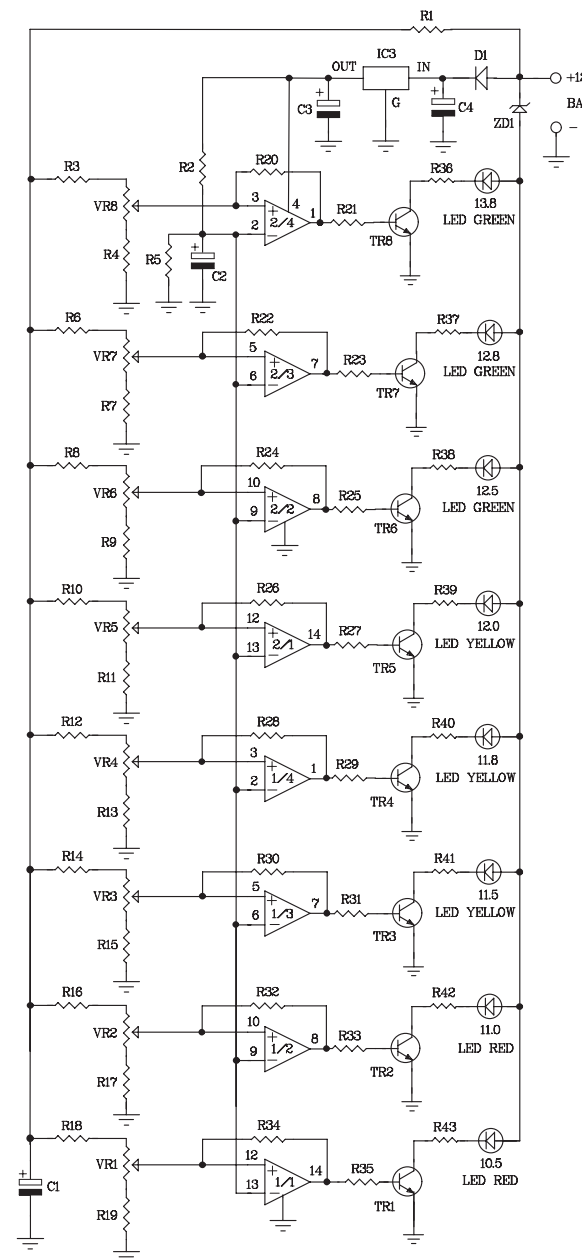 R1
IC3
D1
OUT
IN
+12
G
BA
+
C3
+
C4
ZD1
-
R20
R2
R3
R36
3
4
VR8
+
2/4
1
R21
13.8
2
-
LED GREEN
R4
R5
+
C2
TR8
R22
R6
R37
5
VR7
+
2/3
7
R23
12.8
6
-
LED GREEN
R7
TR7
R24
R8
R38
10
VR6
+
2/2
8
R25
12.5
9
-
LED GREEN
R9
TR6
R26
R10
R39
12
VR5
+
2/1
14
R27
12.0
13
-
LED YELLOW
R11
TR5
R28
R12
R40
3
VR4
+
1/4
1
R29
11.8
2
-
LED YELLOW
R13
TR4
R30
R14
R41
5
VR3
+
1/3
7
R31
11.5
6
-
LED YELLOW
R15
TR3
R32
R16
R42
10
VR2
+
1/2
8
R33
11.0
9
-
LED RED
R17
TR2
R34
R18
R43
12
VR1
+
1/1
14
R35
10.5
13
-
LED RED
+
C1
R19
TR1